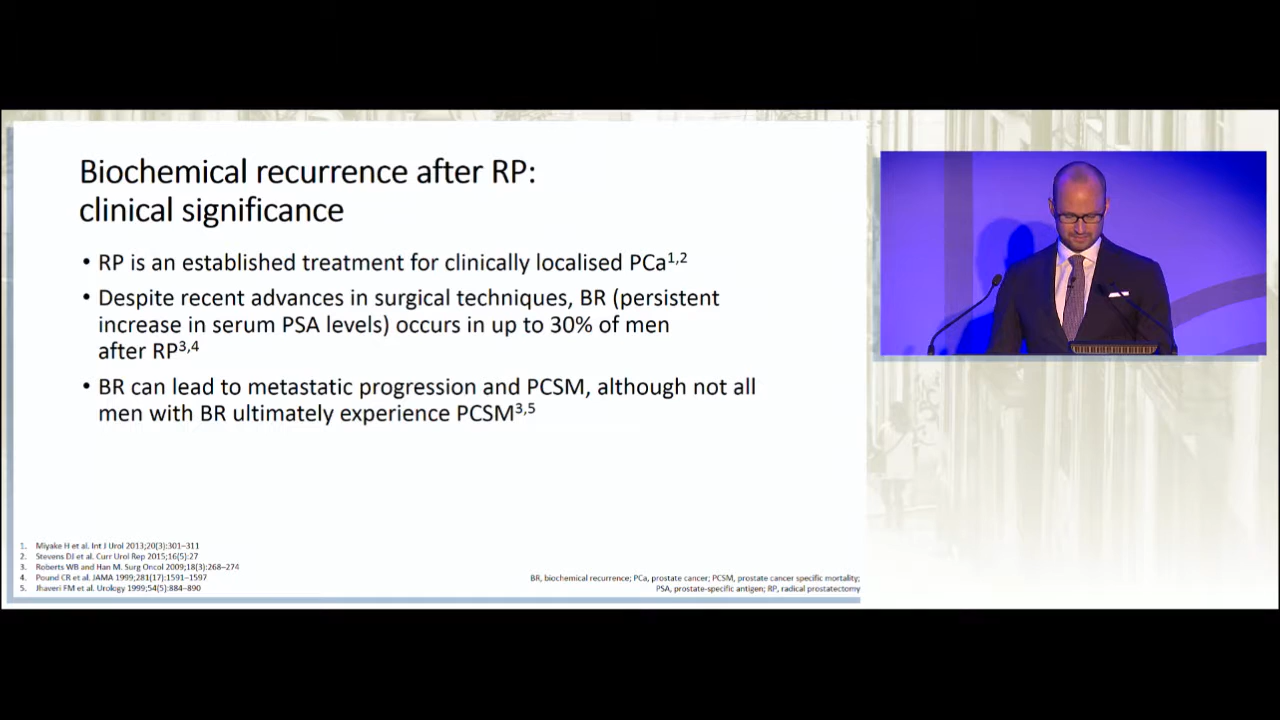 Biochemical recurrence after RP:
clinical significance
• RP is an established treatment for clinically localised PCa1,2
• Despite recent advances in surgical techniques, BR (persistent
increase in serum PSA levels) occurs in up to 30% of men
after RP3,4
• BR can lead to metastatic progression and PCSM, although not all
men with BR ultimately experience PCSM3,5
1. Miyake H et al. Int J Urol 2013;20(3):301–311
2. Stevens DJ et al. Curr Urol Rep 2015;16(5):27
3. Roberts WB and Han M. Surg Oncol 2009;18(3):268–274
4. Pound CR et al. JAMA 1999;281(17):1591–1597
5. Jhaveri FM et al. Urology 1999;54(5):884–890
BR, biochemical recurrence; PCa, prostate cancer; PCSM, prostate cancer specific mortality;
PSA, prostate-specific antigen; RP, radical prostatectomy